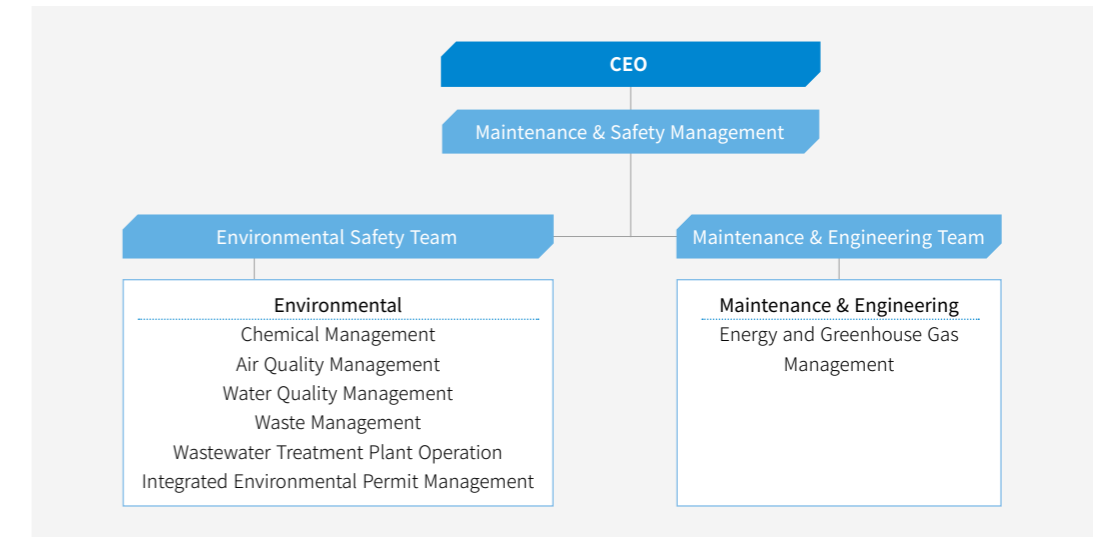 CEO
Maintenance & Safety Management
Environmental Safety Team
Maintenance & Engineering Team
Environmental
Chemical Management
Air Quality Management
Water Quality Management
Waste Management
Wastewater Treatment Plant Operation
Integrated Environmental Permit Management
Maintenance & Engineering
Energy and Greenhouse Gas
Management